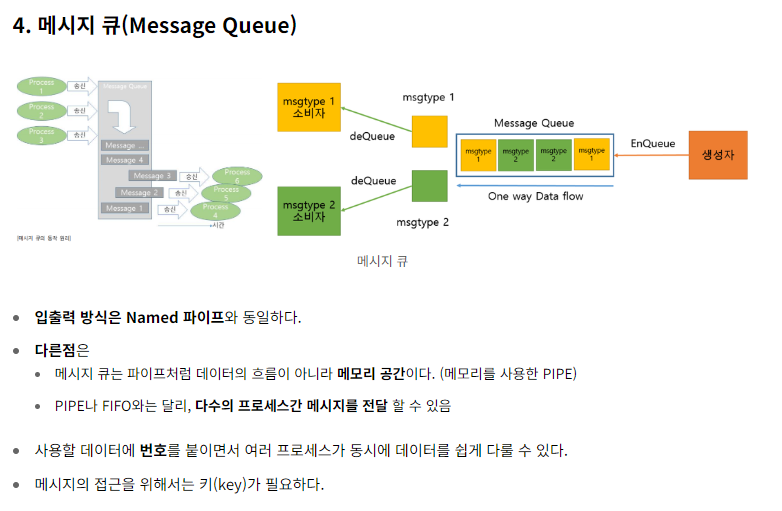 4. 메시지 큐(Message Queue)
Process 1
송신
Process 2
송신
Process 3
송신
Message Queue
Message ...
Message 4
Message 3
송신
Process 6
Message 2
송신
Process 5
Message 1
송신
Process 4
시간
[메시지 큐의 동작 원리]
msgtype 1
소비자
msgtype 1
deQueue
Message Queue
msgtype 1
msgtype 2
msgtype 2
msgtype 1
EnQueue
생성자
deQueue
msgtype 2
소비자
One way Data flow
msgtype 2
메시지 큐
입출력 방식은 Named 파이프와 동일하다.
다른점은
메시지 큐는 파이프처럼 데이터의 흐름이 아니라 메모리 공간이다. (메모리를 사용한 PIPE)
PIPE나 FIFO와는 달리, 다수의 프로세스간 메시지를 전달 할 수 있음
사용할 데이터에 번호를 붙이면서 여러 프로세스가 동시에 데이터를 쉽게 다룰 수 있다.
메시지의 접근을 위해서는 키(key)가 필요하다.